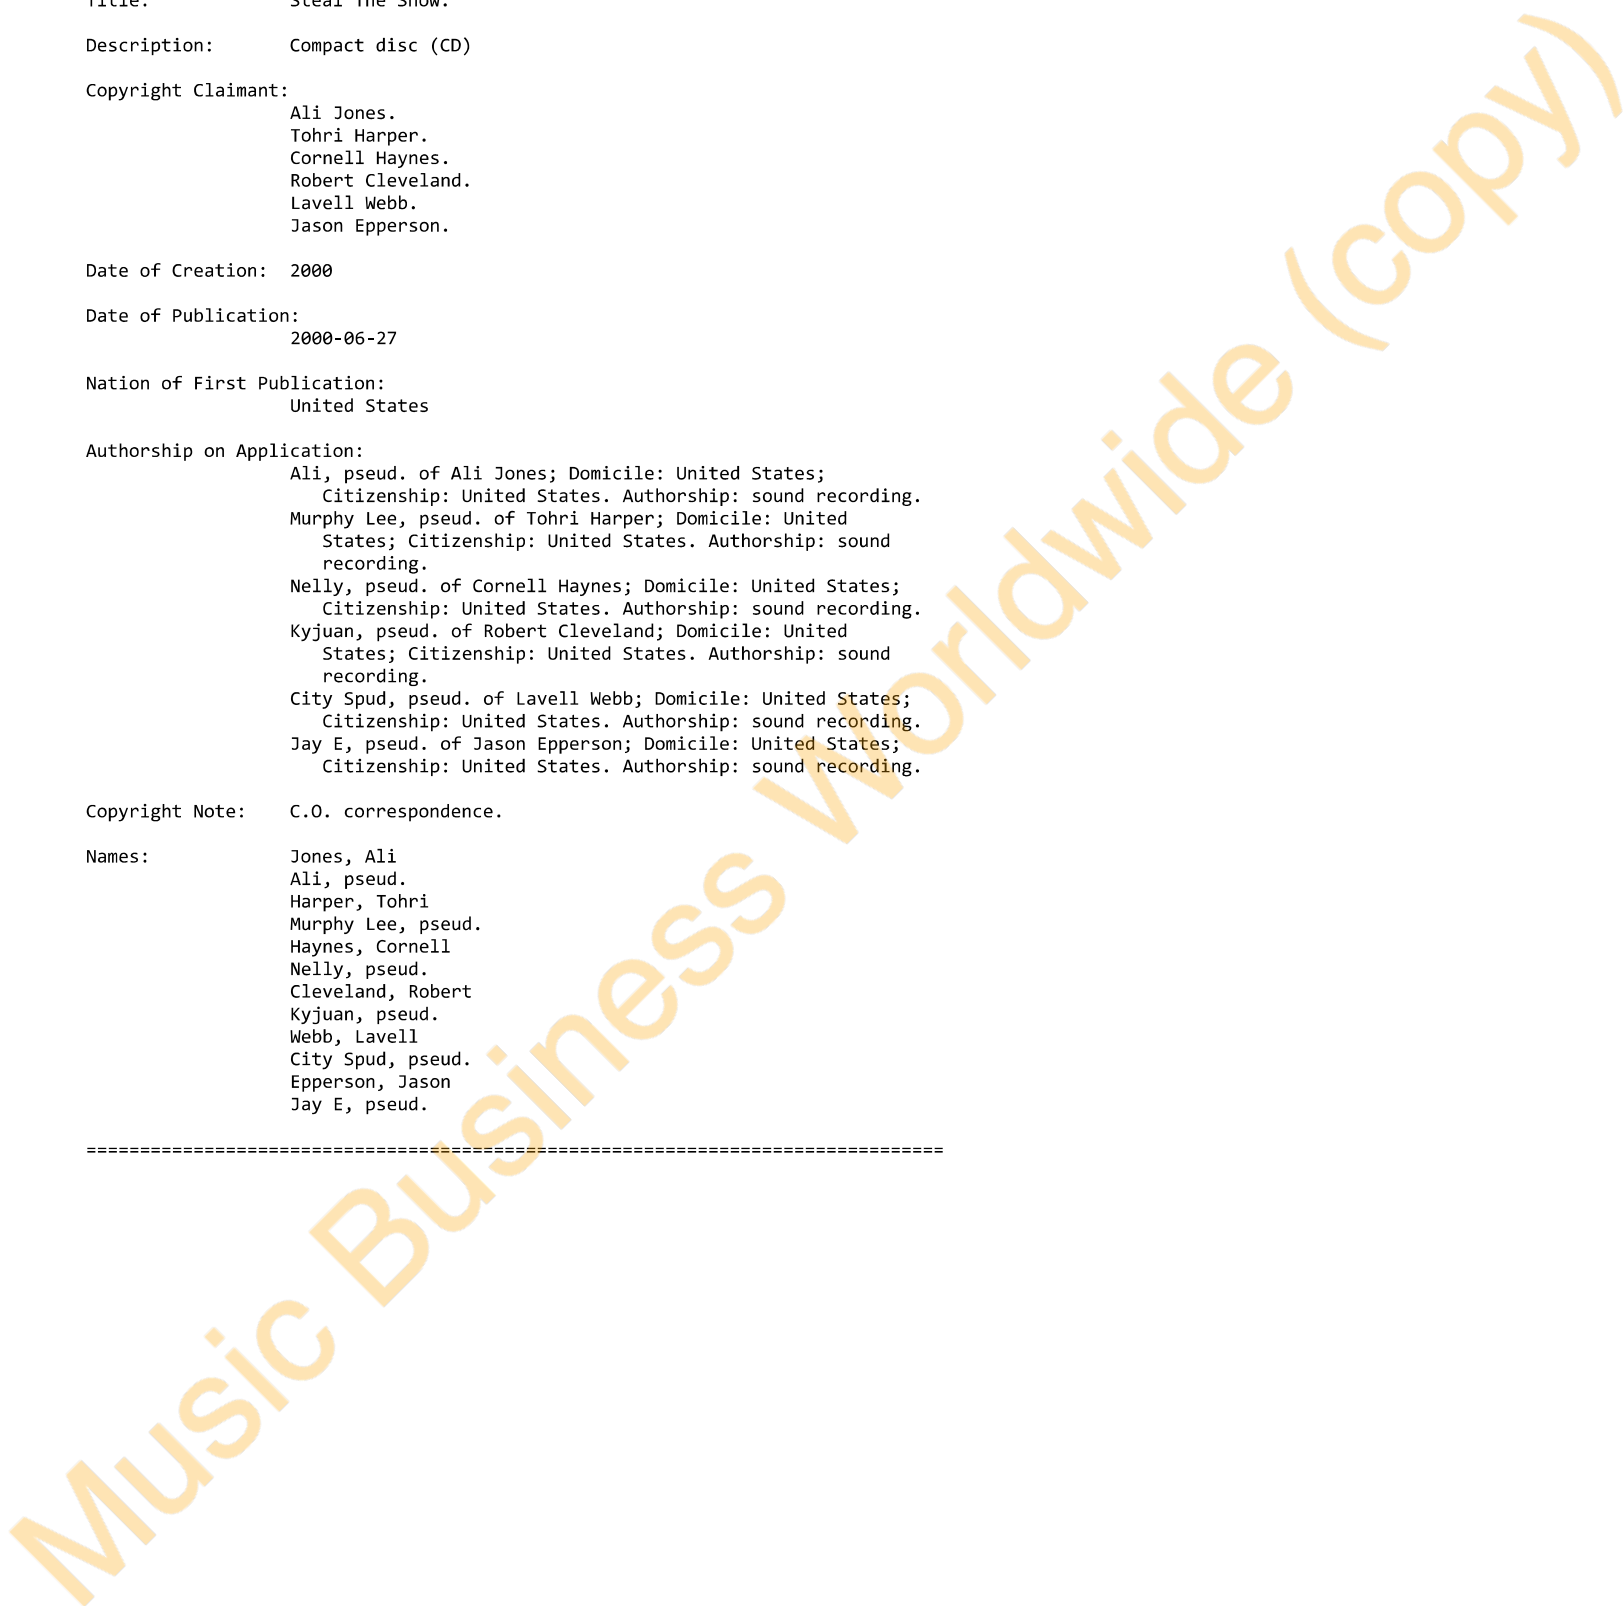 Title: Steal The Show.
Description: Compact disc (CD)
Copyright Claimant:
Ali Jones.
Tohri Harper.
Cornell Haynes.
Robert Cleveland.
Lavell Webb.
Jason Epperson.
Date of Creation: 2000
Date of Publication:
2000-06-27
Nation of First Publication:
United States
Authorship on Application:
Ali, pseud. of Ali Jones; Domicile: United States;
Citizenship: United States. Authorship: sound recording.
Murphy Lee, pseud. of Tohri Harper; Domicile: United
States; Citizenship: United States. Authorship: sound
recording.
Nelly, pseud. of Cornell Haynes; Domicile: United States;
Citizenship: United States. Authorship: sound recording.
Kyjuan, pseud. of Robert Cleveland; Domicile: United
States; Citizenship: United States. Authorship: sound
recording.
City Spud, pseud. of Lavell Webb; Domicile: United States;
Citizenship: United States. Authorship: sound recording.
Jay E, pseud. of Jason Epperson; Domicile: United States;
Citizenship: United States. Authorship: sound recording.
Copyright Note: C.O. correspondence.
Names: Jones, Ali
Ali, pseud.
Harper, Tohri
Murphy Lee, pseud.
Haynes, Cornell
Nelly, pseud.
Cleveland, Robert
Kyjuan, pseud.
Webb, Lavell
City Spud, pseud.
Epperson, Jason
Jay E, pseud.
================================================================================
Music Business Worldwide (copy)